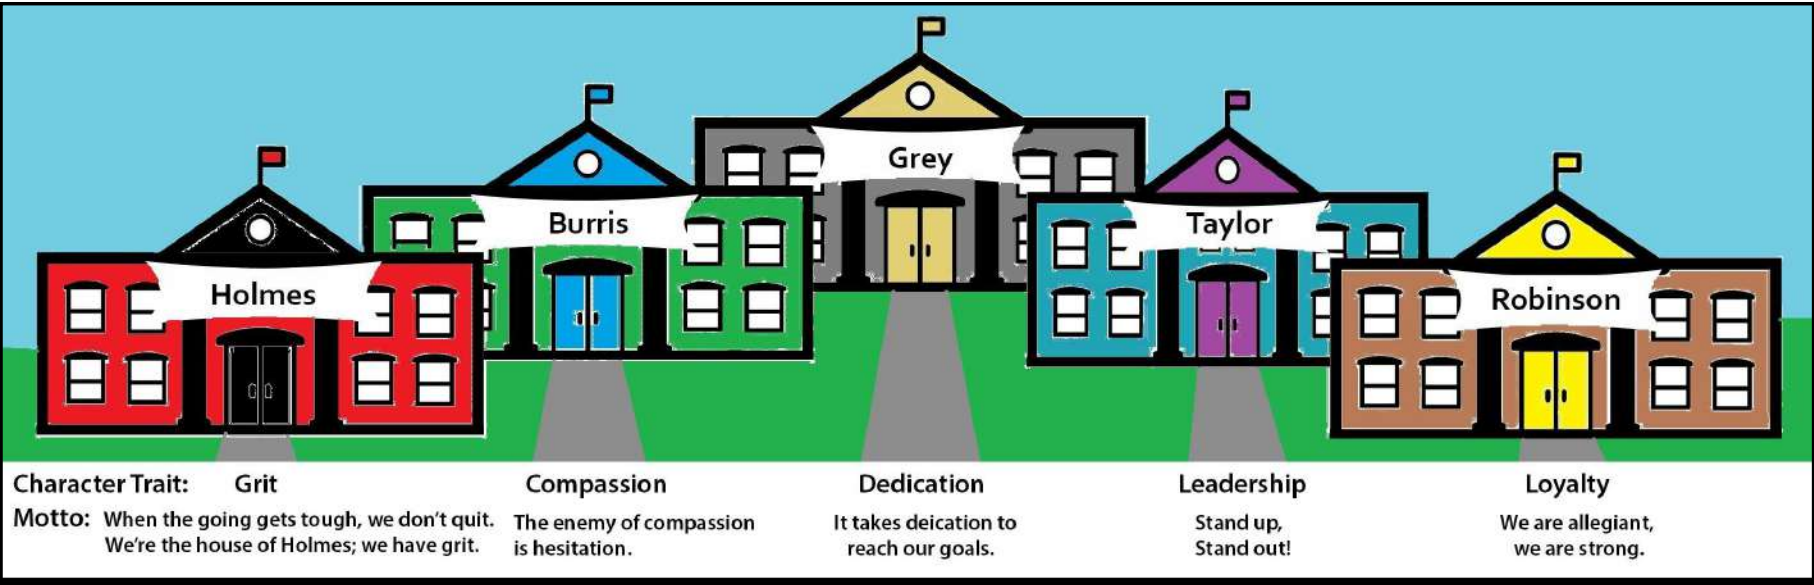 Grey
Burris
Taylor
Holmes
Robinson
Character Trait: Grit Compassion Dedication Leadership Loyalty
Motto: When the going gets tough, we don't quit.
We're the house of Holmes; we have grit.
The enemy of compassion
is hesitation.
It takes deication to
reach our goals.
Stand up,
Stand out!
We are allegiant,
we are strong.